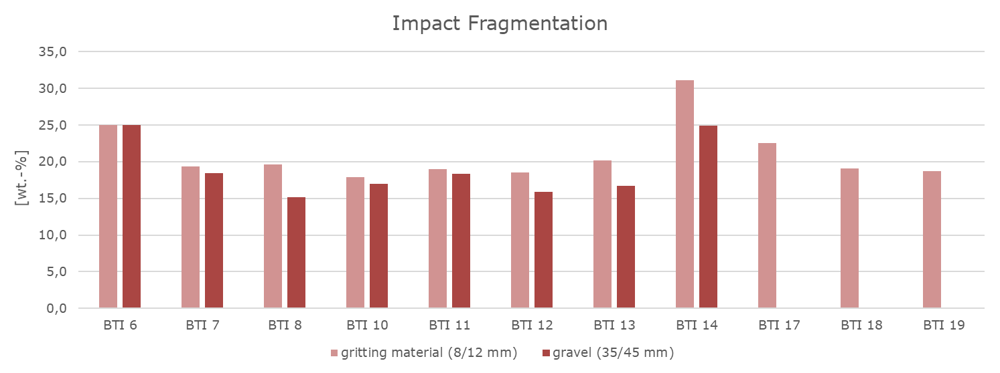 Impact Fragmentation
35,0
30,0
25,0
20,0
15,0
10,0
5,0
0,0
[wt.-%]
BTI 6 BTI 7 BTI 8 BTI 10 BTI 11 BTI 12 BTI 13 BTI 14 BTI 17 BTI 18 BTI 19
gritting material (8/12 mm) gravel (35/45 mm)